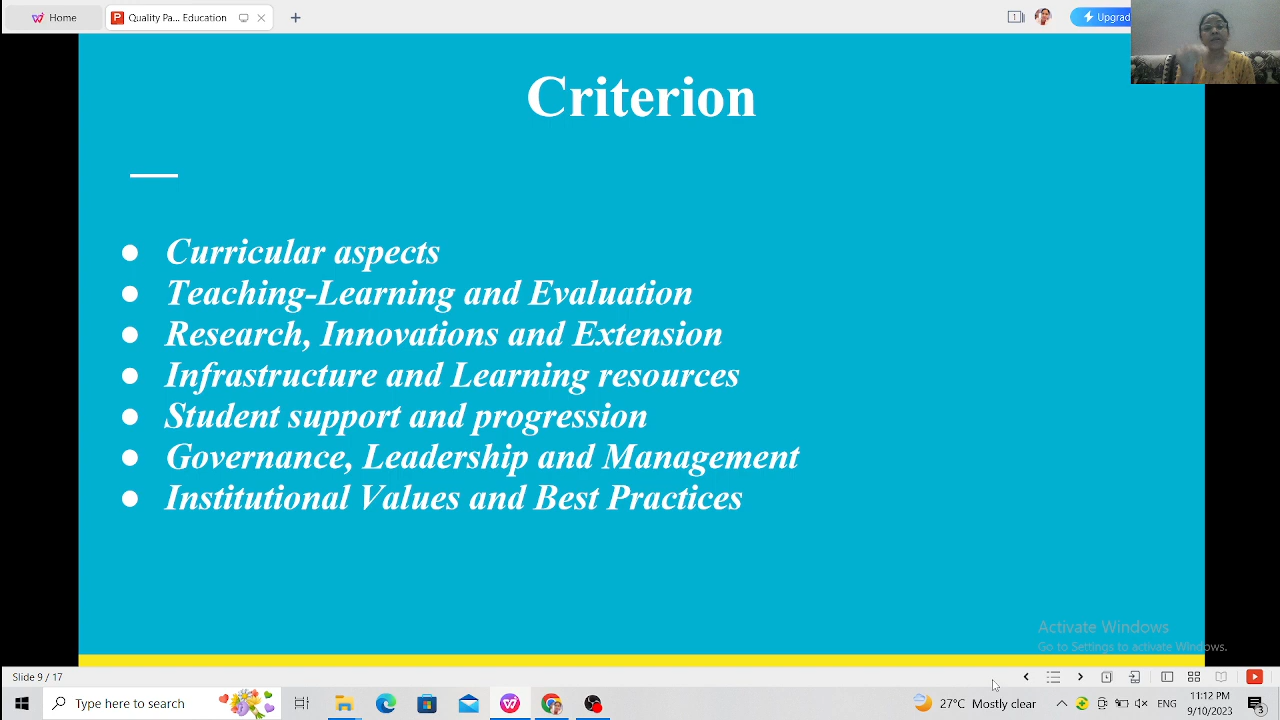 Home
Quality Pa... Education
Upgrad
Criterion
Curricular aspects
Teaching-Learning and Evaluation
Research, Innovations and Extension
Infrastructure and Learning resources
Student support and progression
Governance, Leadership and Management
Institutional Values and Best Practices
Activate Windows
Go to Settings to activate Windows.
Slide 9 / 17
Type here to search
27°C Mostly clear
ENG
11:12 PM
9/10/2023
3